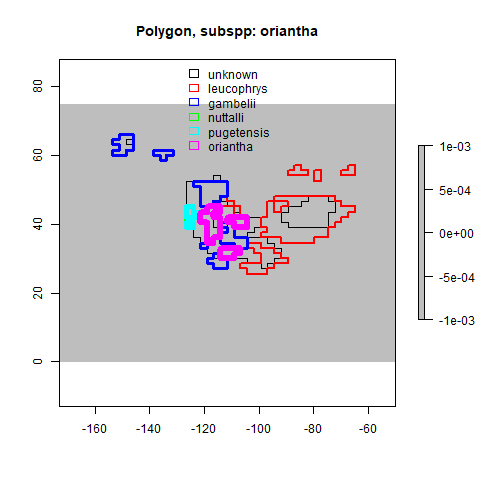 Polygon, subspp: oriantha
unknown
leucophrys
gambelii
nuttalli
pugetensis
oriantha
80
60
40
20
0
-160
-140
-120
-100
-80
-60
1e-03
5e-04
0e+00
-5e-04
-1e-03